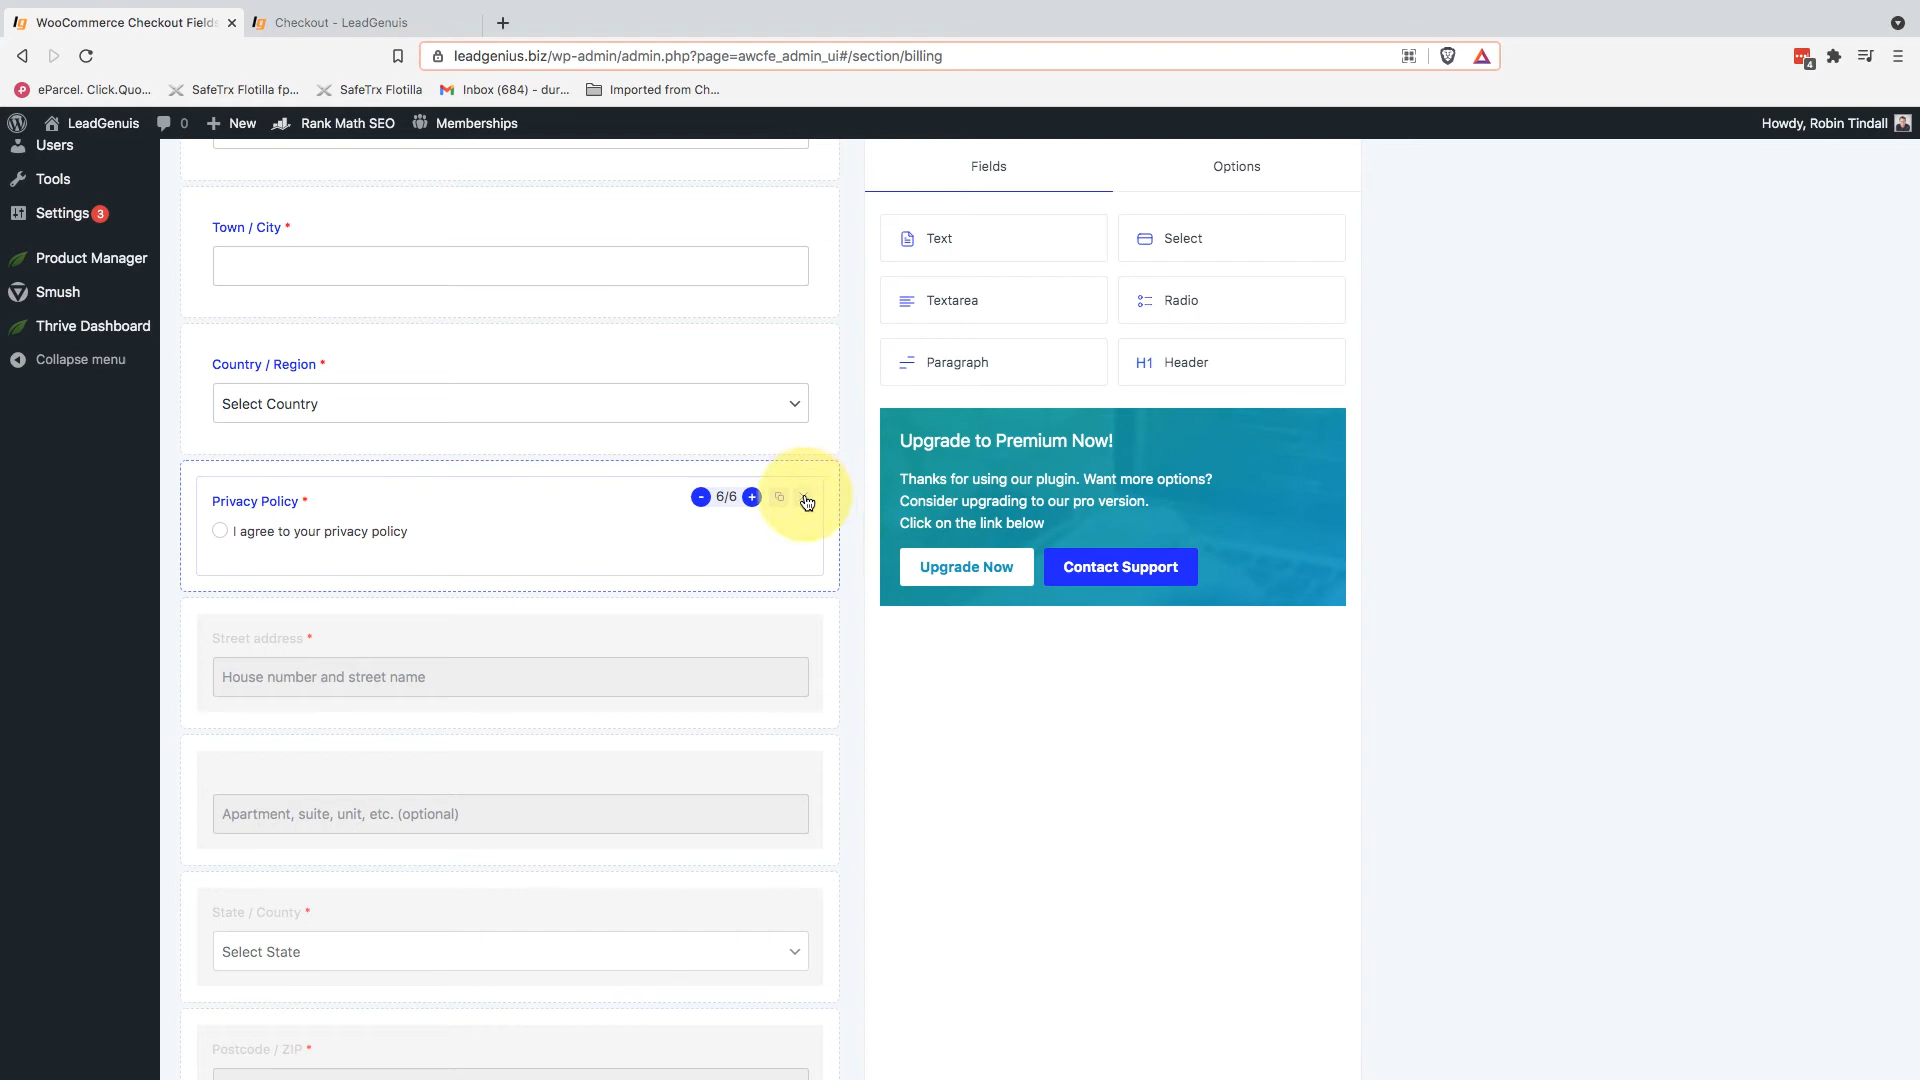 WooCommerce Checkout Fields
Checkout - LeadGenuis
leadgenius.biz/wp-admin/admin.php?page=awcfe_admin_ui#/section/billing
4
eParcel. Click.Quo...
SafeTrx Flotilla fp...
SafeTrx Flotilla
Inbox (684) - dur...
Imported from Ch...
LeadGenuis
0
New
Rank Math SEO
Memberships
Howdy, Robin Tindall
Users
Tools
Settings 3
Product Manager
Smush
Thrive Dashboard
Collapse menu
Town / City *
Country / Region *
Select Country
Privacy Policy *
- 6/6 +
I agree to your privacy policy
Street address *
House number and street name
Apartment, suite, unit, etc. (optional)
State / County *
Select State
Postcode / ZIP *
Fields
Options
Text
Select
Textarea
Radio
Paragraph
H1 Header
Upgrade to Premium Now!
Thanks for using our plugin. Want more options?
Consider upgrading to our pro version.
Click on the link below
Upgrade Now
Contact Support